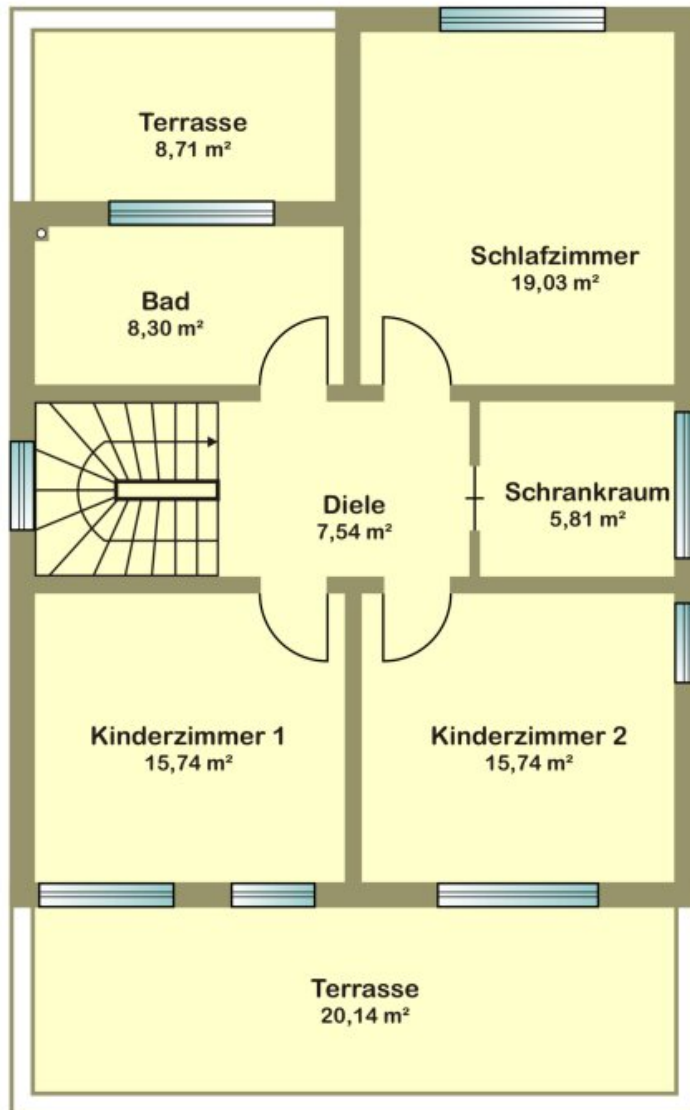 Terrasse
8,71 m²
Schlafzimmer
19,03 m²
Bad
8,30 m²
Diele
7,54 m²
Schrankraum
5,81 m²
Kinderzimmer 1
15,74 m²
Kinderzimmer 2
15,74 m²
Terrasse
20,14 m²